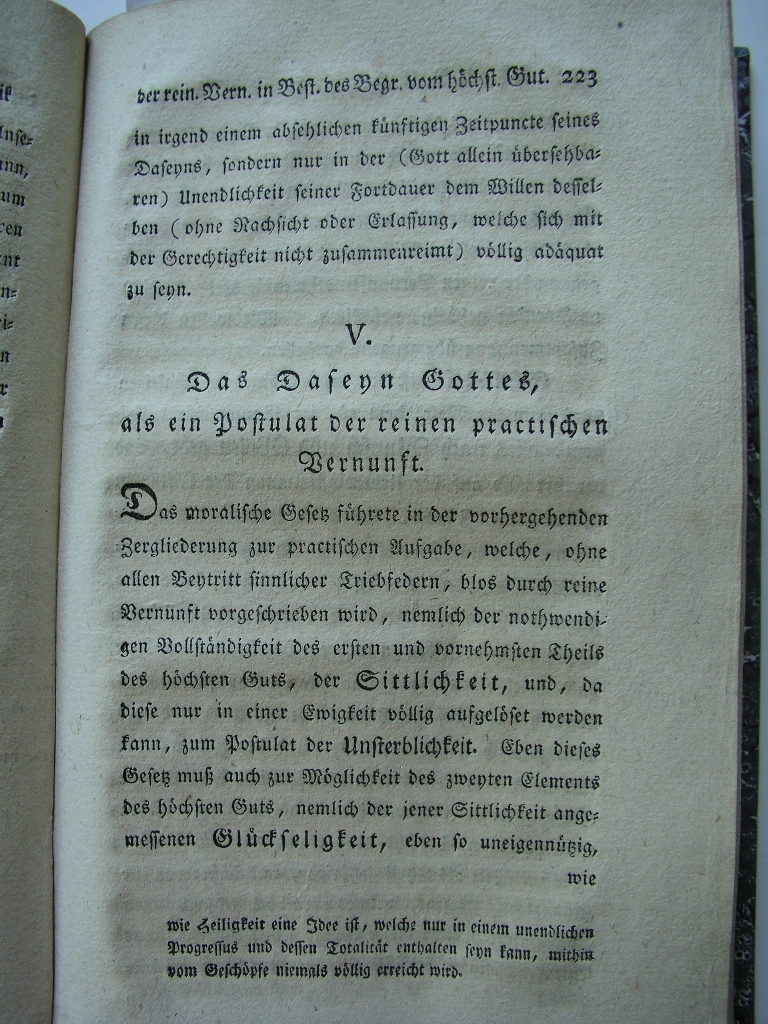 der rein. Vern. in Best. des Begr. vom höchst. Gut. 223
in irgend einem absehlichen künftigen Zeitpuncte seines
Daseyns, sondern nur in der (Gott allein übersehba-
ren) Unendlichkeit seiner Fortdauer dem Willen dessel-
ben (ohne Nachsicht oder Erlassung, welche sich mit
der Gerechtigkeit nicht zusammenreimt) völlig adäquat
zu seyn.
V.
Das Daseyn Gottes,
als ein Postulat der reinen practischen
Vernunft.
Das moralische Gesetz führete in der vorhergehenden
Zergliederung zur practischen Aufgabe, welche, ohne
allen Beytritt sinnlicher Triebfedern, blos durch reine
Vernunft vorgeschrieben wird, nemlich der nothwendi-
gen Vollständigkeit des ersten und vornehmsten Theils
des höchsten Guts, der Sittlichkeit, und, da
diese nur in einer Ewigkeit völlig aufgelöset werden
kann, zum Postulat der Unsterblichkeit. Eben dieses
Gesetz muß auch zur Möglichkeit des zweyten Elements
des höchsten Guts, nemlich der jener Sittlichkeit ange-
messenen Glückseligkeit, eben so uneigennützig,
wie
wie Heiligkeit eine Idee ist, welche nur in einem unendlichen
Progressus und dessen Totalität enthalten seyn kann, mithin
vom Geschöpfe niemals völlig erreicht wird.